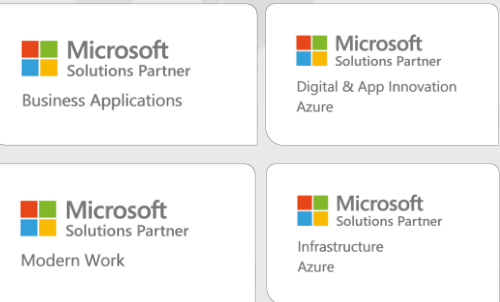 Microsoft
Solutions Partner
Business Applications
Microsoft
Solutions Partner
Digital & App Innovation
Azure
Microsoft
Solutions Partner
Modern Work
Microsoft
Solutions Partner
Infrastructure
Azure